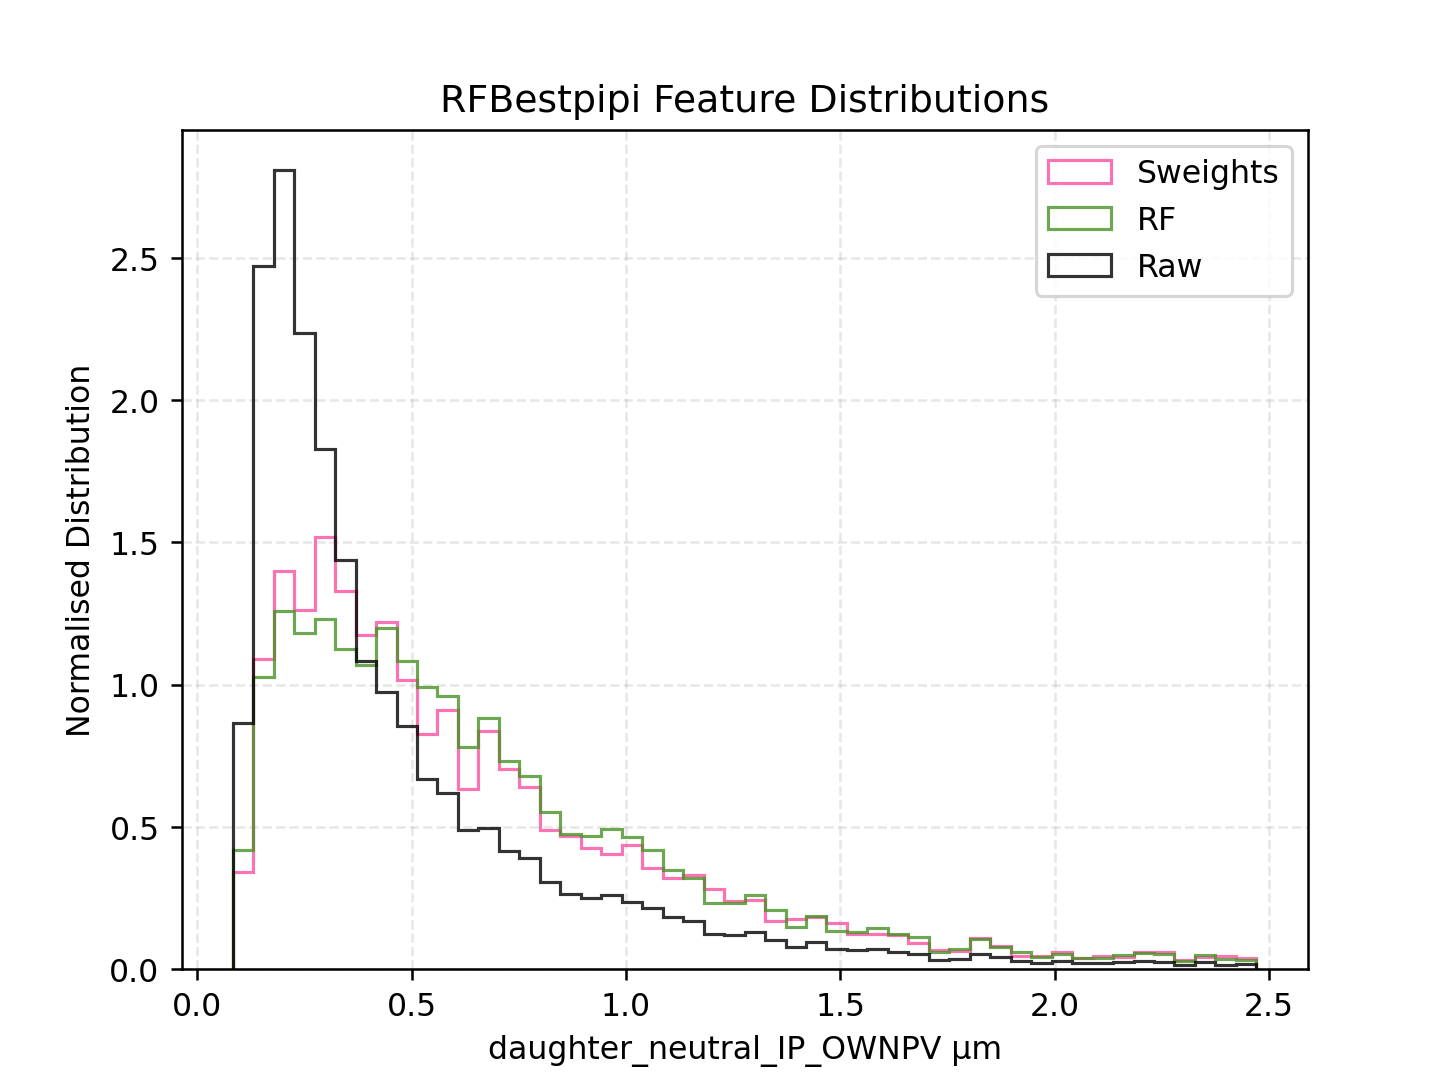 RFBestpipi Feature Distributions
Sweights
RF
Raw
Normalised Distribution
2.5
2.0
1.5
1.0
0.5
0.0
0.0 0.5 1.0 1.5 2.0 2.5
daughter_neutral_IP_OWNPV μm